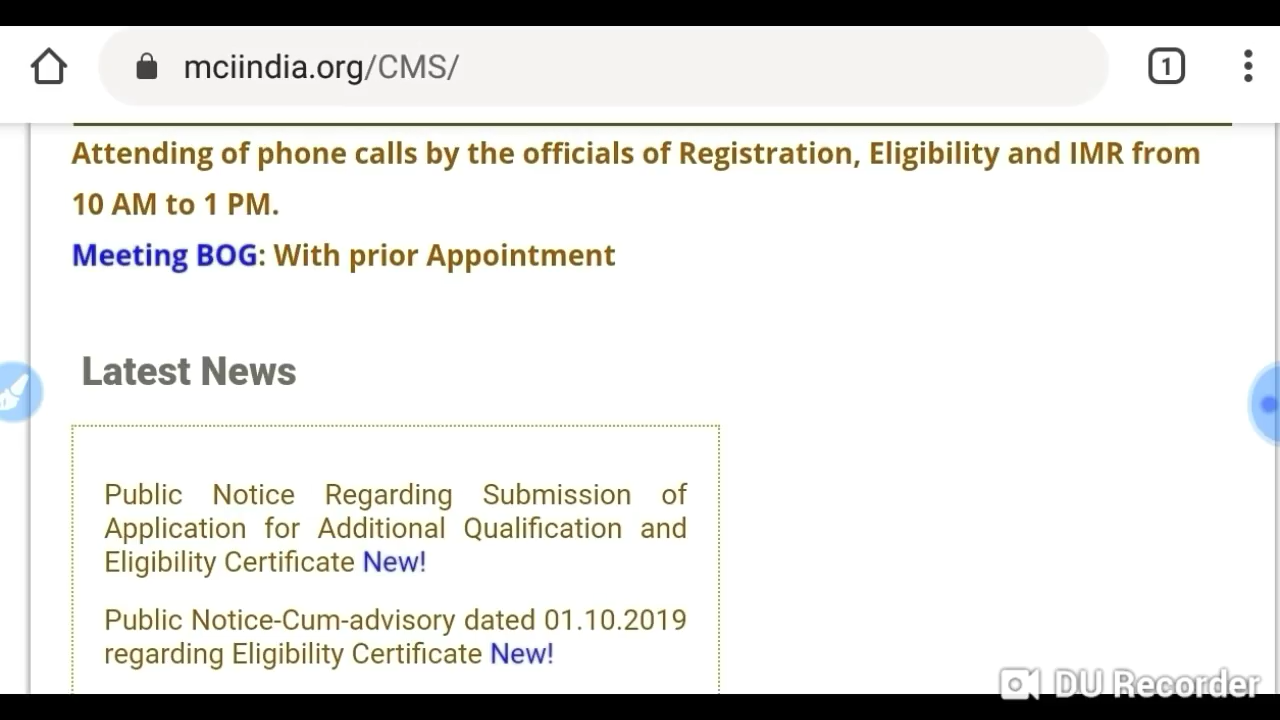 mciindia.org/CMS/
1
Attending of phone calls by the officials of Registration, Eligibility and IMR from
10 AM to 1 PM.
Meeting BOG: With prior Appointment
Latest News
Public Notice Regarding Submission of
Application for Additional Qualification and
Eligibility Certificate New!
Public Notice-Cum-advisory dated 01.10.2019
regarding Eligibility Certificate New!
DU Recorder